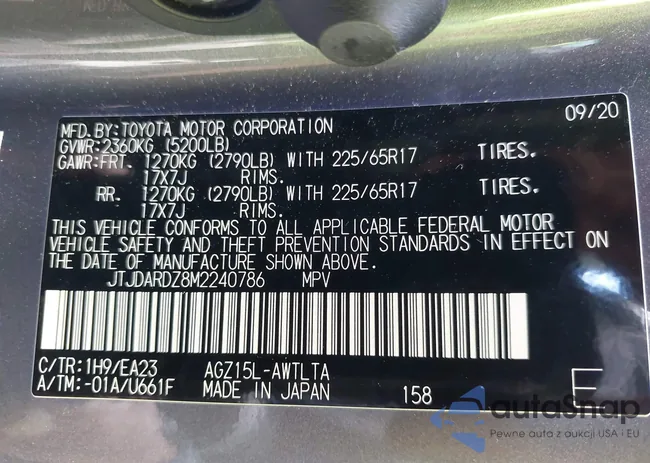 MFD.BY:TOYOTA MOTOR CORPORATION 09/20
GVWR:2360KG (5200LB)
GAWR:FRT. 1270KG (2790LB) WITH 225/65R17 TIRES.
17X7J RIMS.
RR. 1270KG (2790LB) WITH 225/65R17 TIRES.
17X7J RIMS.
THIS VEHICLE CONFORMS TO ALL APPLICABLE FEDERAL MOTOR
VEHICLE SAFETY AND THEFT PREVENTION STANDARDS IN EFFECT ON
THE DATE OF MANUFACTURE SHOWN ABOVE.
JTJDARDZ8M2240786 MPV
C/TR:1H9/EA23 AGZ15L-AWTLTA
A/TM:-01A/U661F MADE IN JAPAN 158 E
autoSnap
Pewne auta z aukcji USA i EU